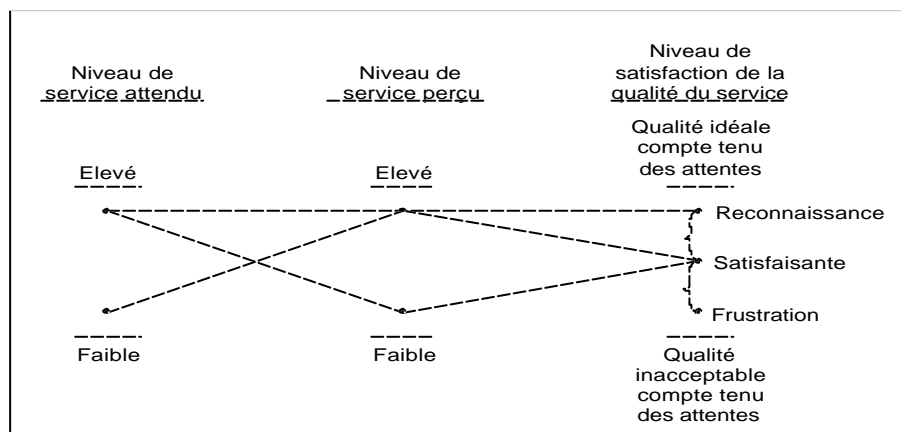 Niveau de
service attendu
Niveau de
service perçu
Niveau de
satisfaction de la
qualité du service
Elevé
Elevé
Qualité idéale
compte tenu
des attentes
Reconnaissance
Satisfaisante
Frustration
Faible
Faible
Qualité
inacceptable
compte tenu
des attentes